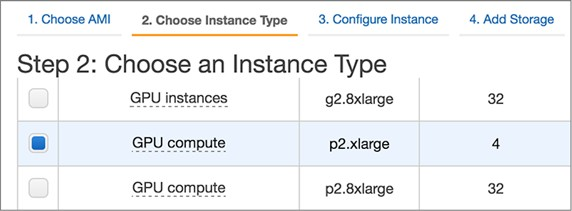 1. Choose AMI 2. Choose Instance Type 3. Configure Instance 4. Add Storage
Step 2: Choose an Instance Type
GPU instances g2.8xlarge 32
GPU compute p2.xlarge 4
GPU compute p2.8xlarge 32